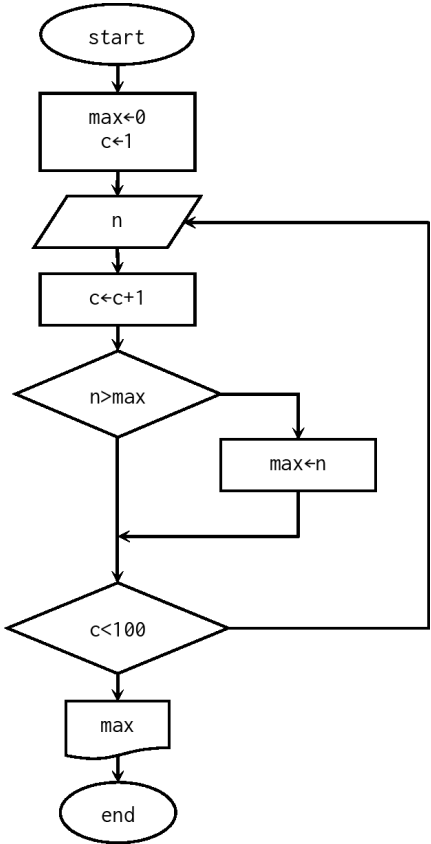 start
max←0
c←1
n
c←c+1
n>max
max←n
c<100
max
end